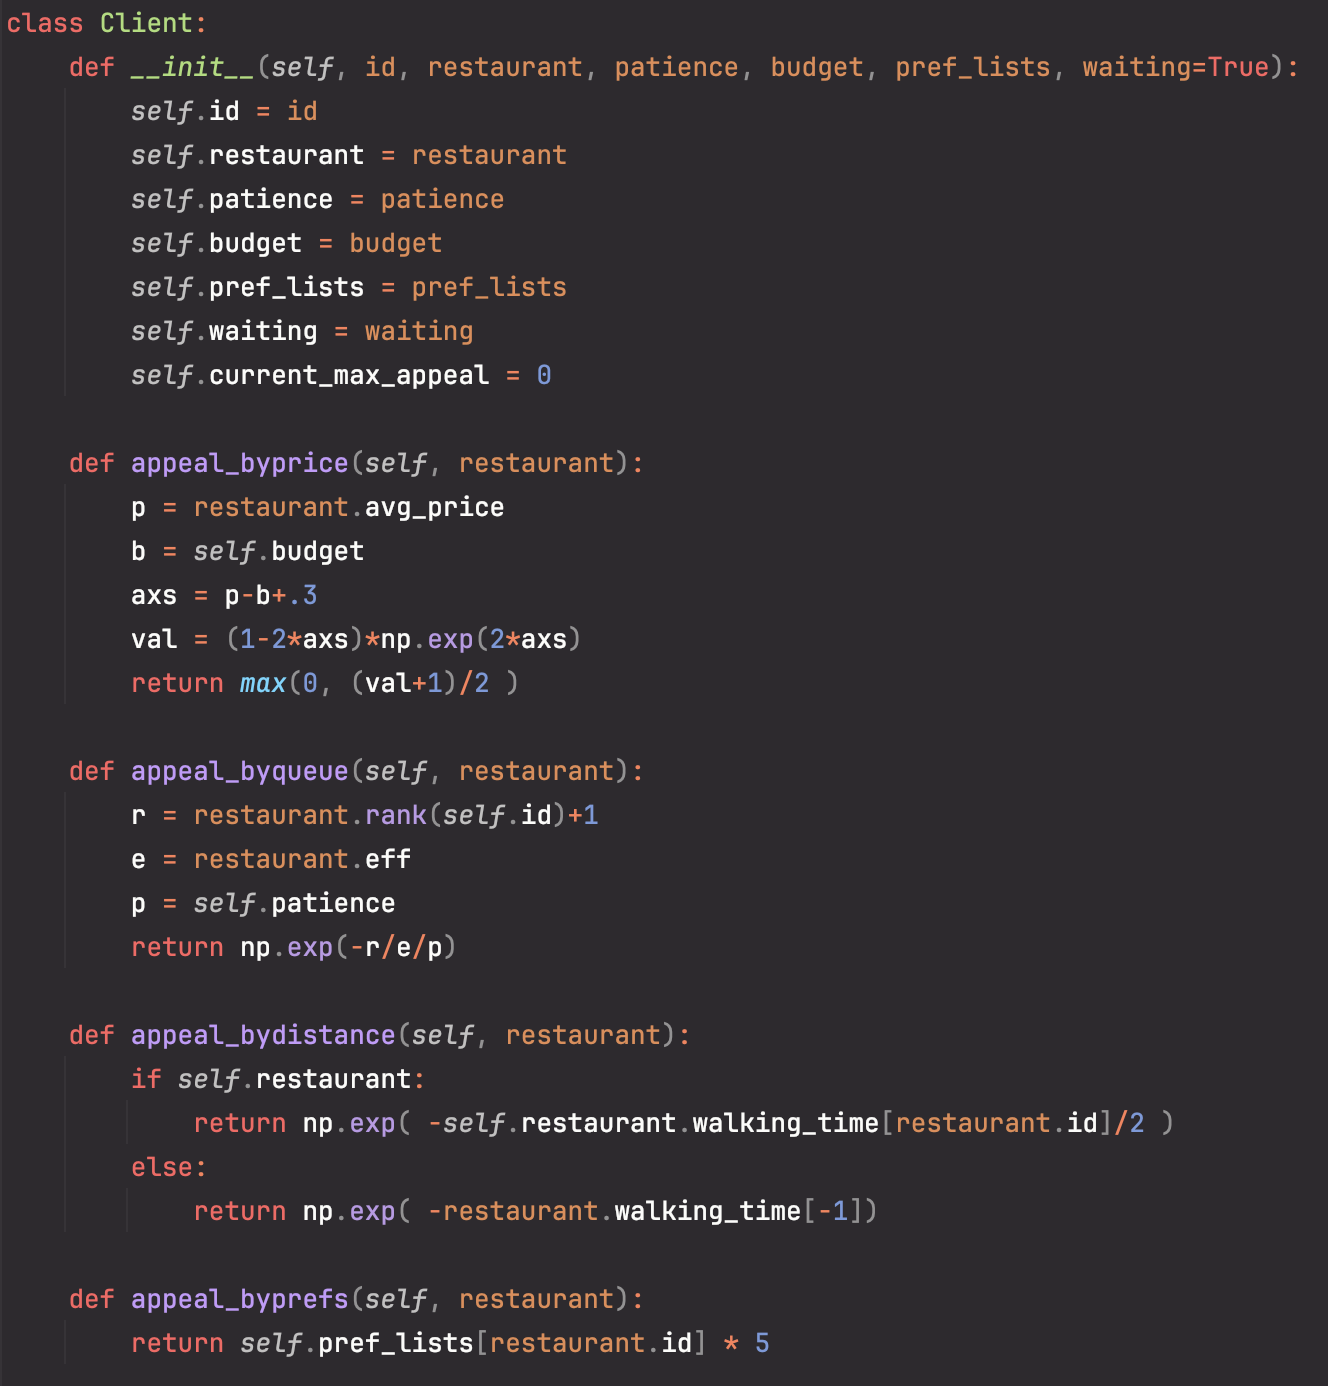 class Client:
    def __init__(self, id, restaurant, patience, budget, pref_lists, waiting=True):
        self.id = id
        self.restaurant = restaurant
        self.patience = patience
        self.budget = budget
        self.pref_lists = pref_lists
        self.waiting = waiting
        self.current_max_appeal = 0

    def appeal_byprice(self, restaurant):
        p = restaurant.avg_price
        b = self.budget
        axs = p-b+.3
        val = (1-2*axs)*np.exp(2*axs)
        return max(0, (val+1)/2 )

    def appeal_byqueue(self, restaurant):
        r = restaurant.rank(self.id)+1
        e = restaurant.eff
        p = self.patience
        return np.exp(-r/e/p)

    def appeal_bydistance(self, restaurant):
        if self.restaurant:
            return np.exp( -self.restaurant.walking_time[restaurant.id]/2 )
        else:
            return np.exp( -restaurant.walking_time[-1])

    def appeal_byprefs(self, restaurant):
        return self.pref_lists[restaurant.id] * 5